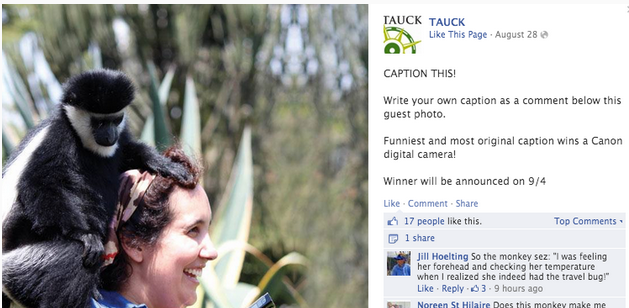 TAUCK
TAUCK
Like This Page · August 28
CAPTION THIS!
Write your own caption as a comment below this
guest photo.
Funniest and most original caption wins a Canon
digital camera!
Winner will be announced on 9/4
Like · Comment · Share
17 people like this.
Top Comments
1 share
Jill Hoelting So the monkey sez: "I was feeling
her forehead and checking her temperature
when I realized she indeed had the travel bug!"
Like · Reply · 3 · 9 hours ago
Noreen St Hilaire Does this monkey make me